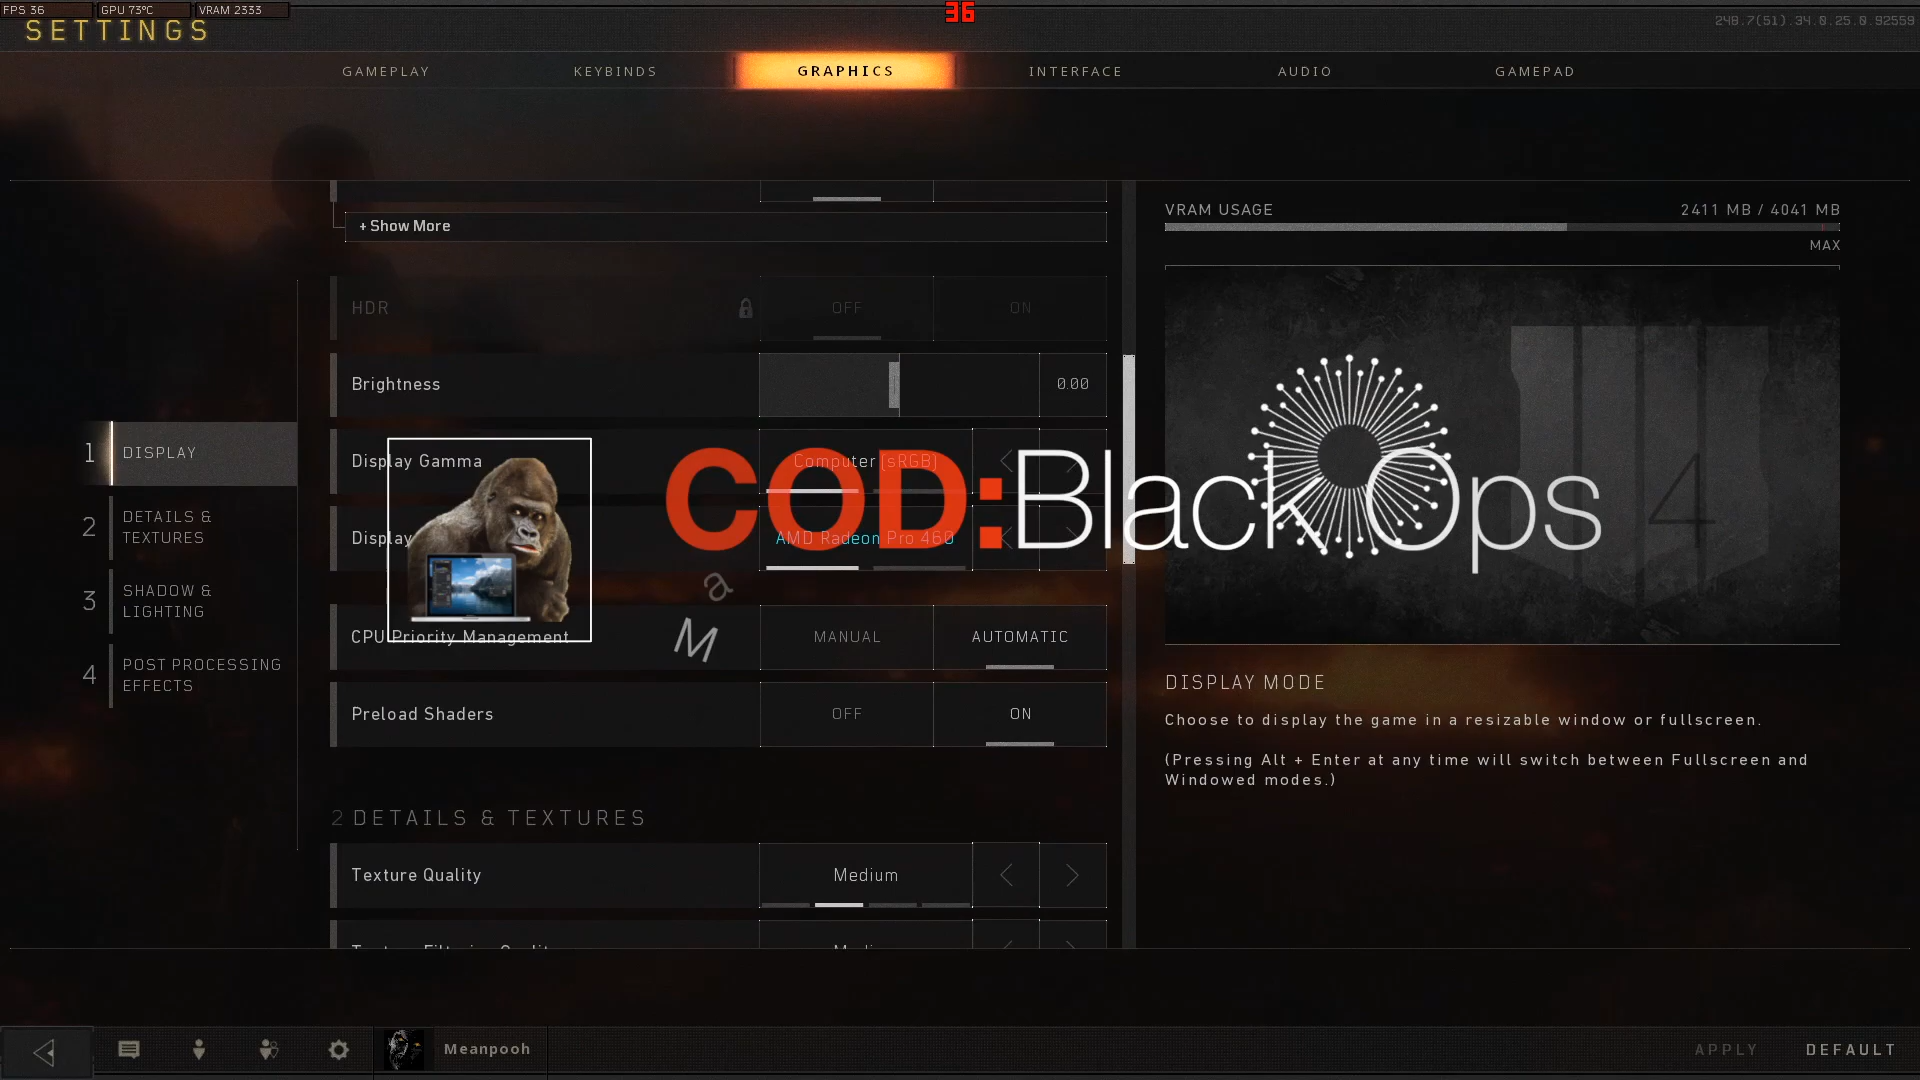 FPS 36 GPU 73°C VRAM 2333
36
SETTINGS
248.7(51).34.0.25.0.92559
GAMEPLAY KEYBINDS GRAPHICS INTERFACE AUDIO GAMEPAD
+ Show More
HDR OFF ON
Brightness 0.00
Display Gamma Computer (sRGB)
Display AMD Radeon Pro 460
CPU Priority Management MANUAL AUTOMATIC
Preload Shaders OFF ON
2 DETAILS & TEXTURES
Texture Quality Medium
1 DISPLAY
2 DETAILS &
TEXTURES
3 SHADOW &
LIGHTING
4 POST PROCESSING
EFFECTS
COD:Black Ops 4
a
M
VRAM USAGE 2411 MB / 4041 MB
MAX
DISPLAY MODE
Choose to display the game in a resizable window or fullscreen.
(Pressing Alt + Enter at any time will switch between Fullscreen and
Windowed modes.)
Meanpooh
APPLY DEFAULT